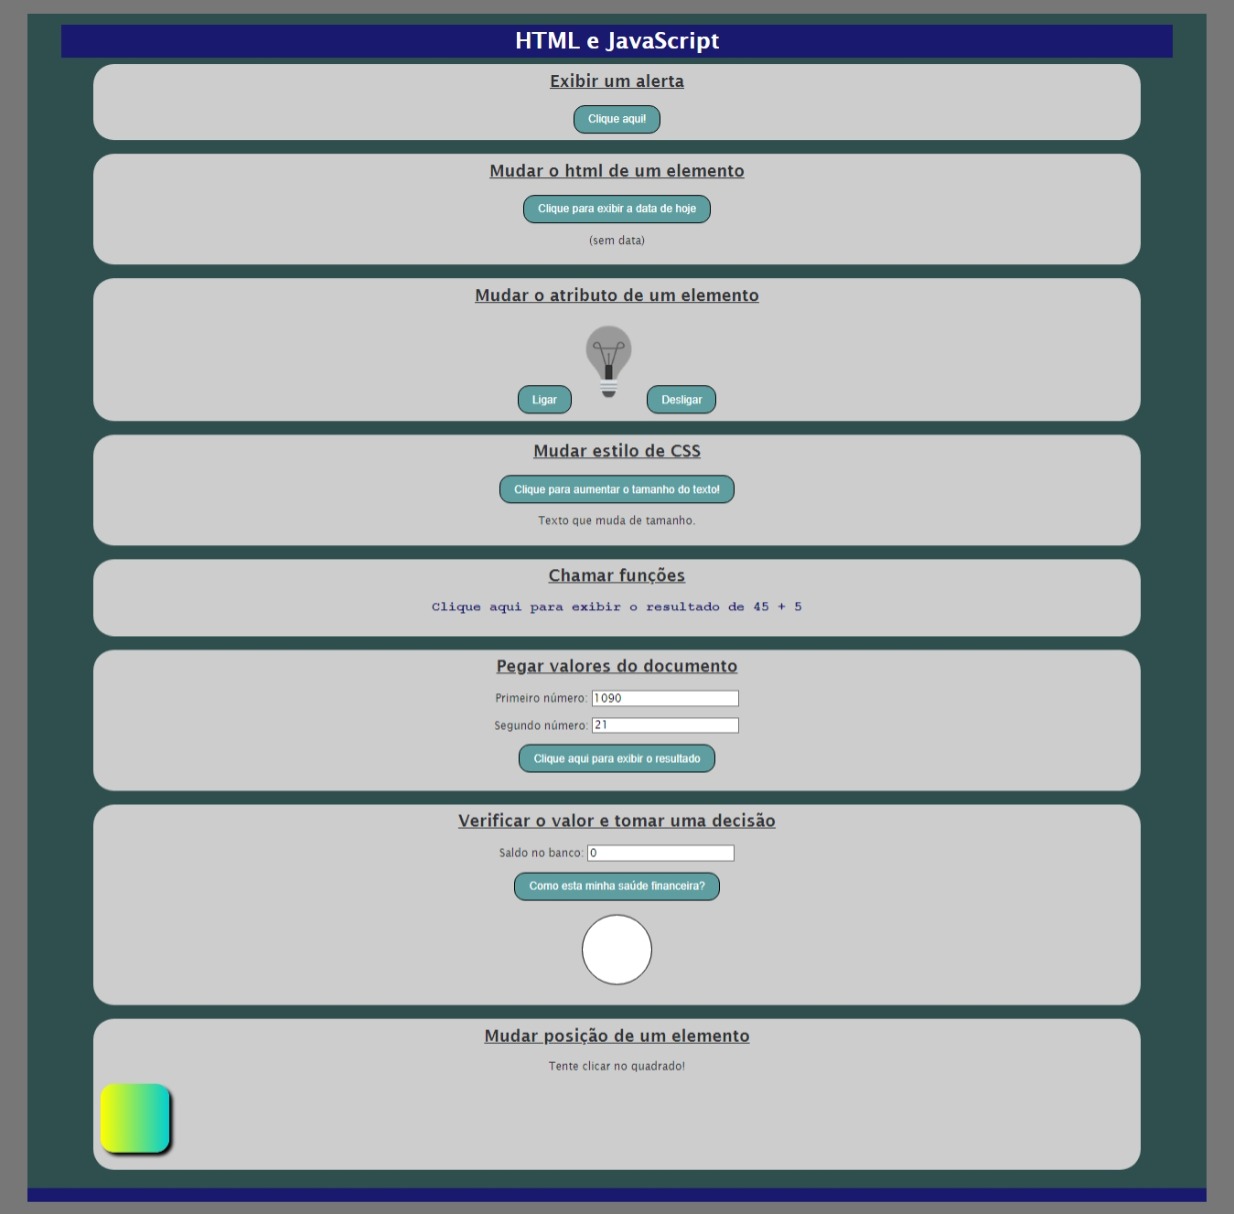 HTML e JavaScript
Exibir um alerta
Clique aqui!
Mudar o html de um elemento
Clique para exibir a data de hoje
(sem data)
Mudar o atributo de um elemento
Ligar
Desligar
Mudar estilo de CSS
Clique para aumentar o tamanho do texto!
Texto que muda de tamanho.
Chamar funções
Clique aqui para exibir o resultado de 45 + 5
Pegar valores do documento
Primeiro número: 1090
Segundo número: 21
Clique aqui para exibir o resultado
Verificar o valor e tomar uma decisão
Saldo no banco: 0
Como esta minha saúde financeira?
Mudar posição de um elemento
Tente clicar no quadrado!